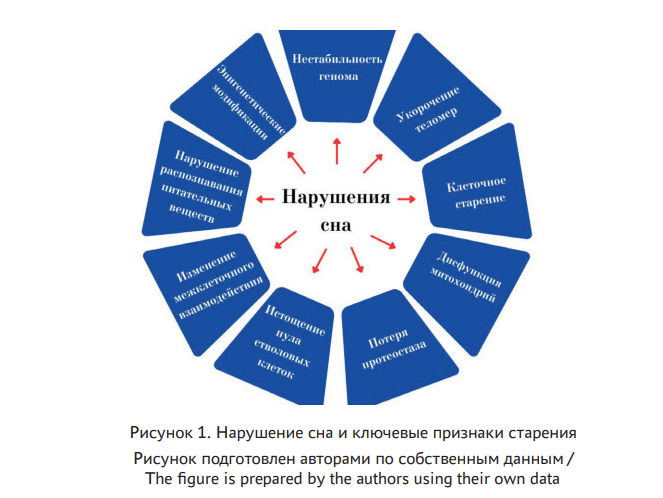 Нестабильность
генома
Укорочение
теломер
Клеточное
старение
Дисфункция
митохондрий
Потеря
протеостаза
Истощение
пула
стволовых
клеток
Изменение
межклеточного
взаимодействия
Нарушение
распознавания
питательных
веществ
Эпигенетические
модификации
Нарушения
сна
Рисунок 1. Нарушение сна и ключевые признаки старения
Рисунок подготовлен авторами по собственным данным /
The figure is prepared by the authors using their own data